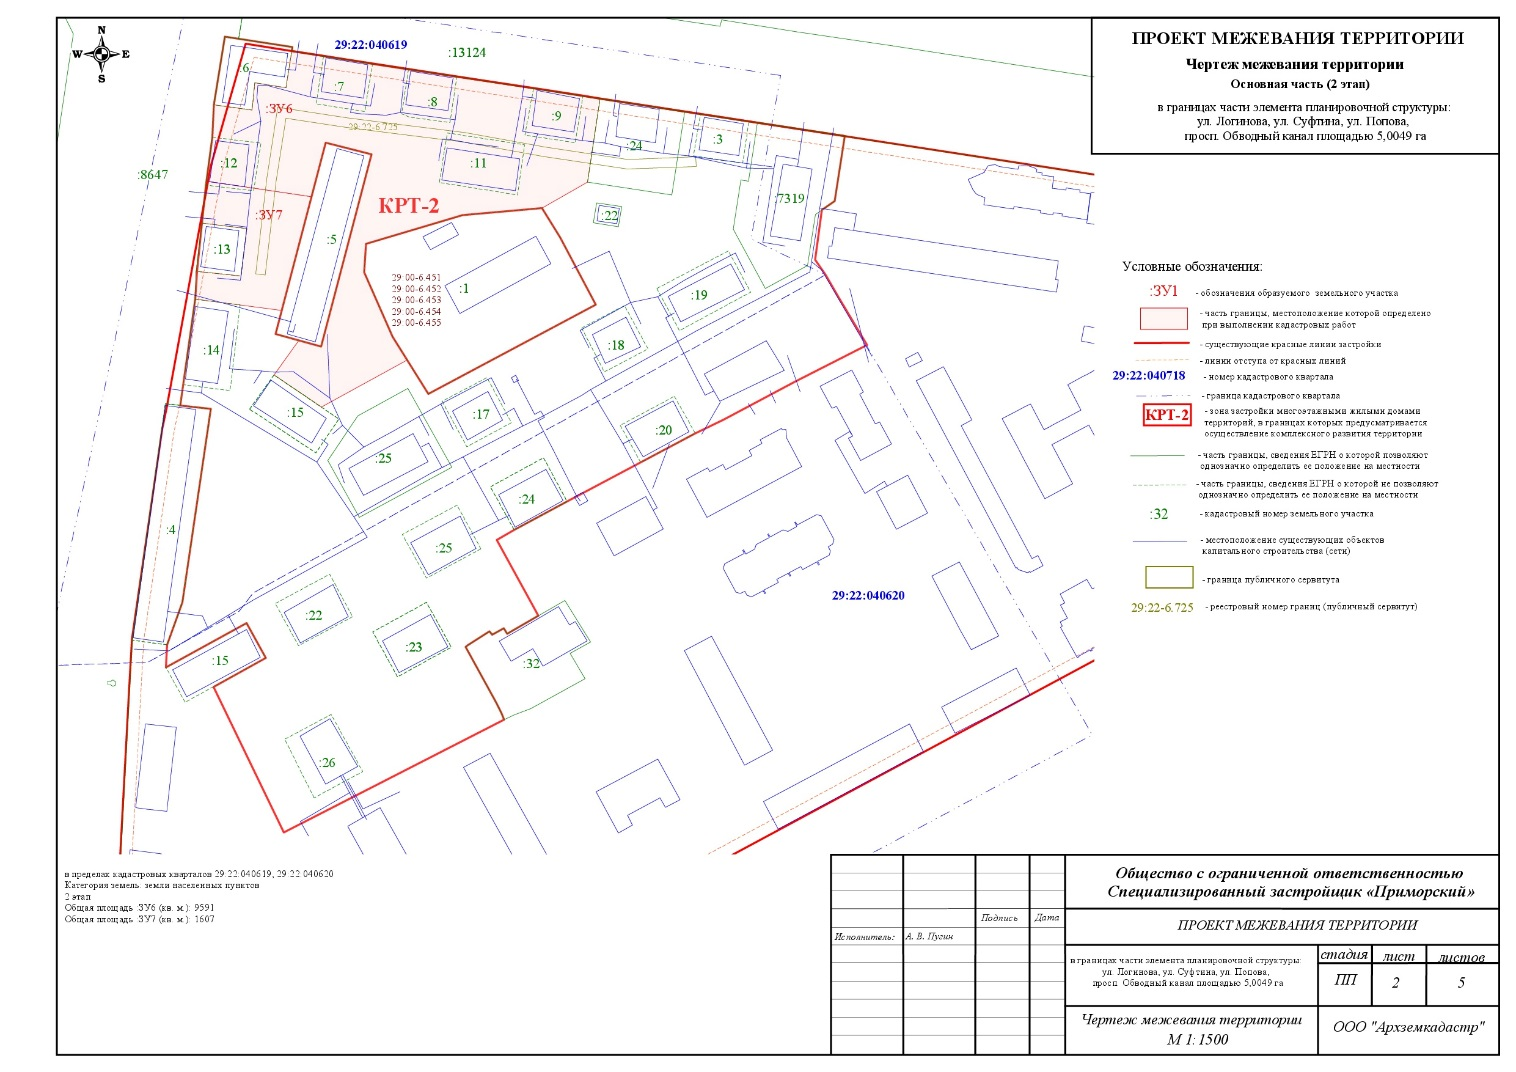 N
W E
S
29:22:040619
:13124
ПРОЕКТ МЕЖЕВАНИЯ ТЕРРИТОРИИ
Чертеж межевания территории
Основная часть (2 этап)
в границах части элемента планировочной структуры:
ул. Логинова, ул. Суфтина, ул. Попова,
просп. Обводный канал площадью 5,0049 га
:6
:7
:8
:9
:ЗУ6
29:22-6.725
:24
:3
:12
:11
:8647
:7319
КРТ-2
:ЗУ7
:22
:5
:13
29:00-6.451
29:00-6.452
29:00-6.453
29:00-6.454
29:00-6.455
:1
:19
:14
:18
:15
:17
:20
:25
:24
:4
:25
:22
:23
:15
:32
:26
29:22:040620
Условные обозначения:
:ЗУ1 - обозначения образуемого земельного участка
- часть границы, местоположение которой определено
при выполнении кадастровых работ
- существующие красные линии застройки
- линии отступа от красных линий
29:22:040718 - номер кадастрового квартала
- граница кадастрового квартала
КРТ-2 - зона застройки многоэтажными жилыми домами
территорий, в границах которых предусматривается
осуществление комплексного развития территории
- часть границы, сведения ЕГРН о которой позволяют
однозначно определить ее положение на местности
- часть границы, сведения ЕГРН о которой не позволяют
однозначно определить ее положение на местности
:32 - кадастровый номер земельного участка
- местоположение существующих объектов
капитального строительства (сети)
- граница публичного сервитута
29:22-6.725 - реестровый номер границ (публичный сервитут)
в пределах кадастровых кварталов 29:22:040619, 29:22:040620
Категория земель: земли населенных пунктов
2 этап
Общая площадь :ЗУ6 (кв. м.): 9591
Общая площадь :ЗУ7 (кв. м.): 1607
Подпись Дата
Исполнитель: А. В. Пугин
Общество с ограниченной ответственностью
Специализированный застройщик «Приморский»
ПРОЕКТ МЕЖЕВАНИЯ ТЕРРИТОРИИ
в границах части элемента планировочной структуры:
ул. Логинова, ул. Суфтина, ул. Попова,
просп. Обводный канал площадью 5,0049 га
стадия лист листов
ПП 2 5
Чертеж межевания территории
М 1:1500
ООО "Архземкадастр"